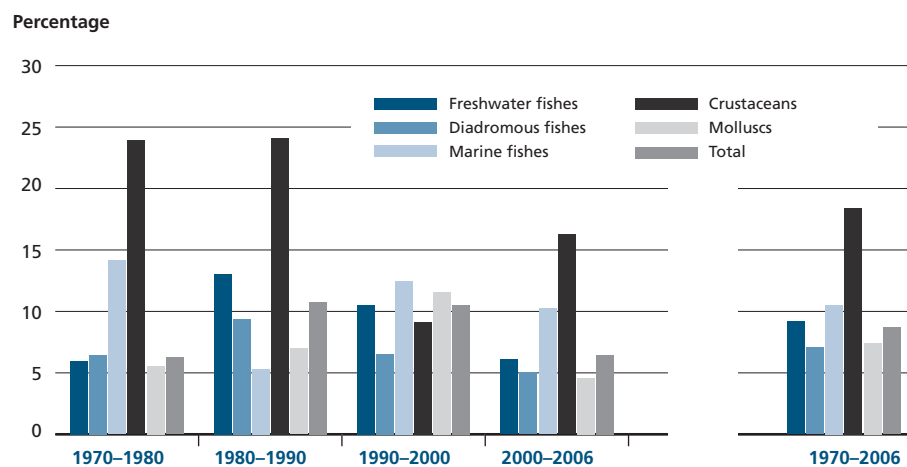 Percentage
30
25
20
15
10
5
0
Freshwater fishes
Diadromous fishes
Marine fishes
Crustaceans
Molluscs
Total
1970–1980 1980–1990 1990–2000 2000–2006 1970–2006